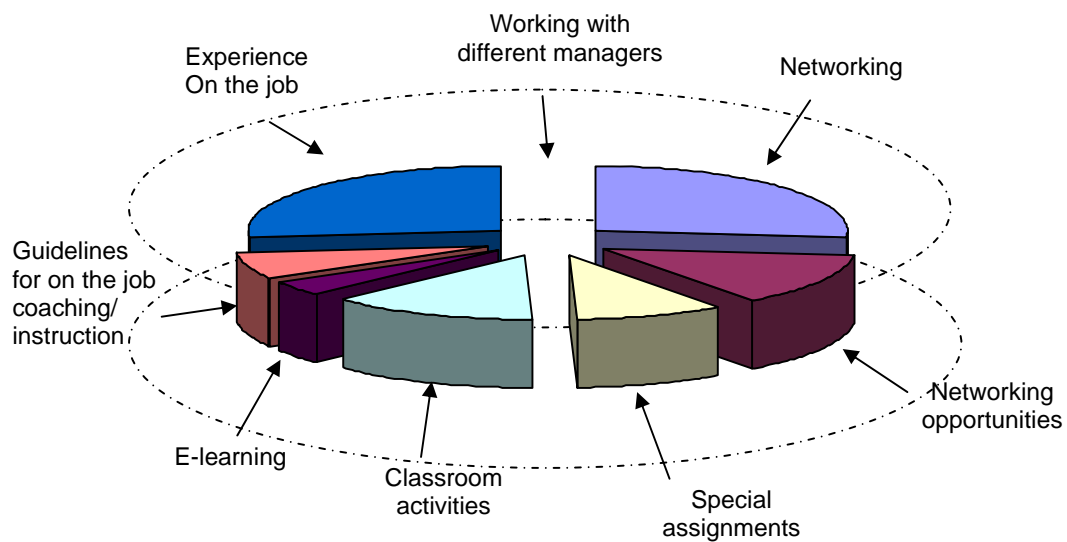 Working with
different managers
Experience
On the job
Networking
Guidelines
for on the job
coaching/
instruction
Networking
opportunities
E-learning
Classroom
activities
Special
assignments